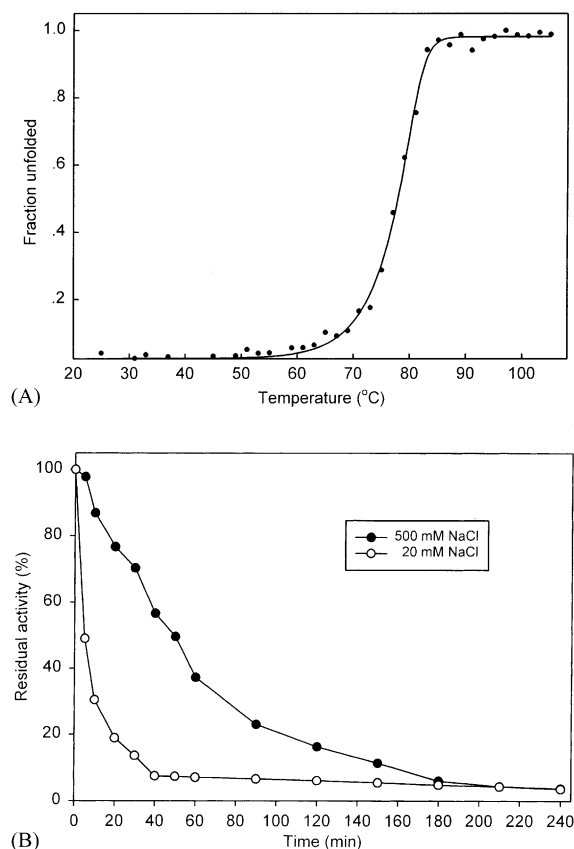 1.0
.8
.6
.4
.2
Fraction unfolded
20 30 40 50 60 70 80 90 100
Temperature (°C)
(A)
100
80
60
40
20
0
Residual activity (%)
500 mM NaCl
20 mM NaCl
0 20 40 60 80 100 120 140 160 180 200 220 240
Time (min)
(B)